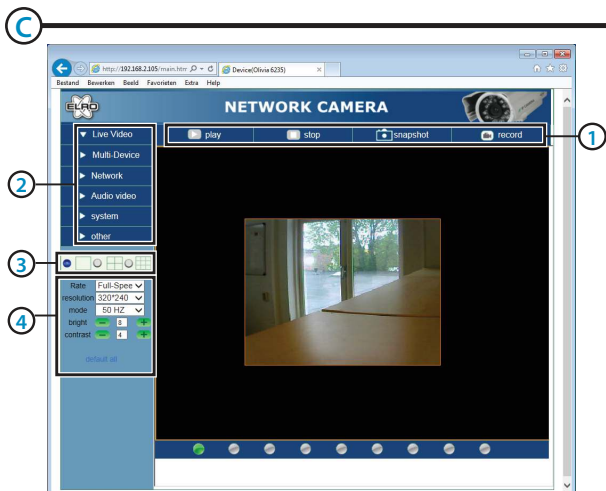 C
http://192.168.2.105/main.htm
Device(Olivia 6235)
Bestand Bewerken Beeld Favorieten Extra Help
ELRO
NETWORK CAMERA
play stop snapshot record
1
Live Video
Multi-Device
Network
Audio video
system
other
2
3
Rate Full-Spee
resolution 320*240
mode 50 HZ
bright 8
contrast 4
default all
4